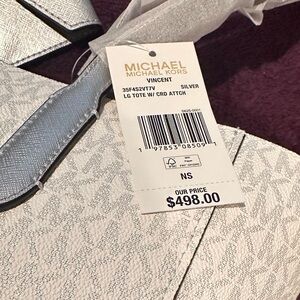 MICHAEL
MICHAEL KORS
VINCENT
35F4S2VT7V SILVER
LG TOTE W/ CRD ATTCH
1 97853 08509 1
NS
OUR PRICE
$498.00